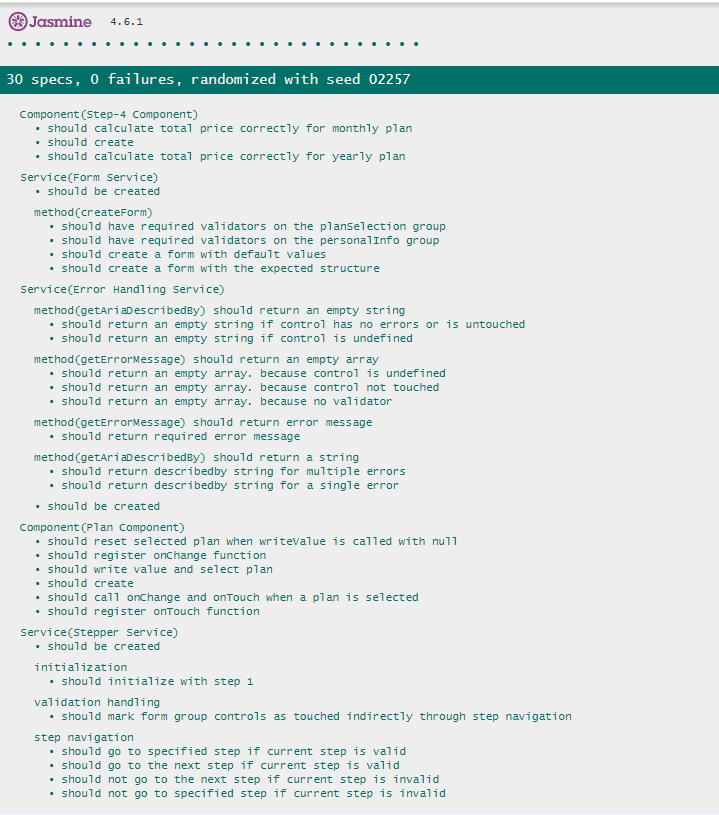 Jasmine 4.6.1
• • • • • • • • • • • • • • • • • • • • • • • • • • • • • •
30 specs, 0 failures, randomized with seed 02257
Component(Step-4 Component)
• should calculate total price correctly for monthly plan
• should create
• should calculate total price correctly for yearly plan
Service(Form Service)
• should be created
method(createForm)
• should have required validators on the planSelection group
• should have required validators on the personalInfo group
• should create a form with default values
• should create a form with the expected structure
Service(Error Handling Service)
method(getAriaDescribedBy) should return an empty string
• should return an empty string if control has no errors or is untouched
• should return an empty string if control is undefined
method(getErrorMessage) should return an empty array
• should return an empty array. because control is undefined
• should return an empty array. because control not touched
• should return an empty array. because no validator
method(getErrorMessage) should return error message
• should return required error message
method(getAriaDescribedBy) should return a string
• should return describedby string for multiple errors
• should return describedby string for a single error
• should be created
Component(Plan Component)
• should reset selected plan when writeValue is called with null
• should register onChange function
• should write value and select plan
• should create
• should call onChange and onTouch when a plan is selected
• should register onTouch function
Service(Stepper Service)
• should be created
initialization
• should initialize with step 1
validation handling
• should mark form group controls as touched indirectly through step navigation
step navigation
• should go to specified step if current step is valid
• should go to the next step if current step is valid
• should not go to the next step if current step is invalid
• should not go to specified step if current step is invalid